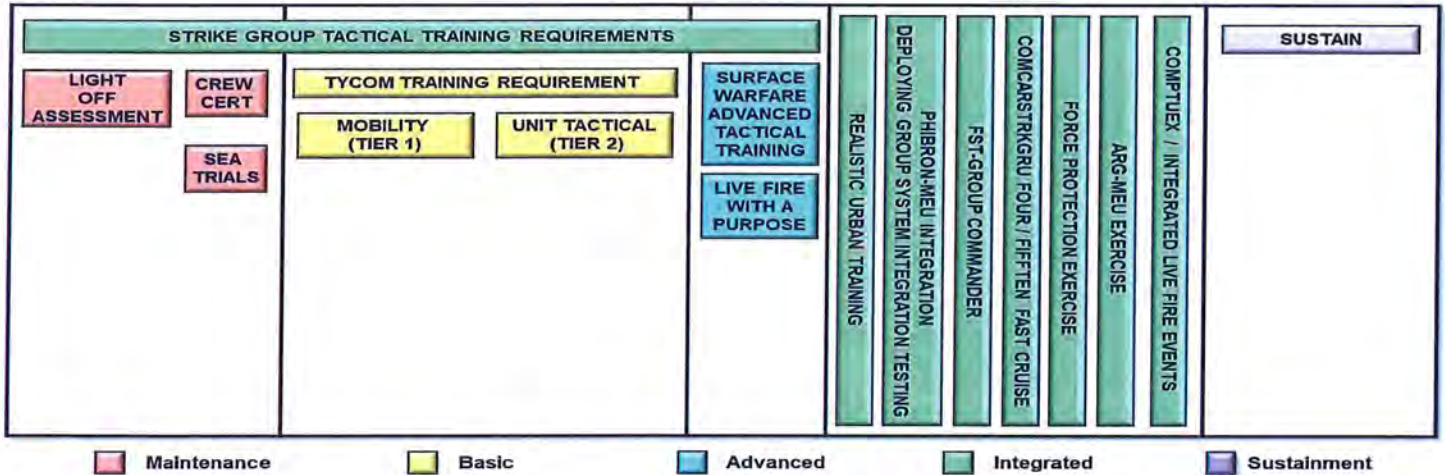 STRIKE GROUP TACTICAL TRAINING REQUIREMENTS
LIGHT
OFF
ASSESSMENT
CREW
CERT
SEA
TRIALS
TYCOM TRAINING REQUIREMENT
MOBILITY
(TIER 1)
UNIT TACTICAL
(TIER 2)
SURFACE
WARFARE
ADVANCED
TACTICAL
TRAINING
LIVE FIRE
WITH A
PURPOSE
REALISTIC URBAN TRAINING
PHIBRON-MEU INTEGRATION
DEPLOYING GROUP SYSTEM INTEGRATION TESTING
FST-GROUP COMMANDER
COMCARSTRKGRU FOUR / FIFFTEN FAST CRUISE
FORCE PROTECTION EXERCISE
ARG-MEU EXERCISE
COMPTUEX / INTEGRATED LIVE FIRE EVENTS
SUSTAIN
Maintenance
Basic
Advanced
Integrated
Sustainment